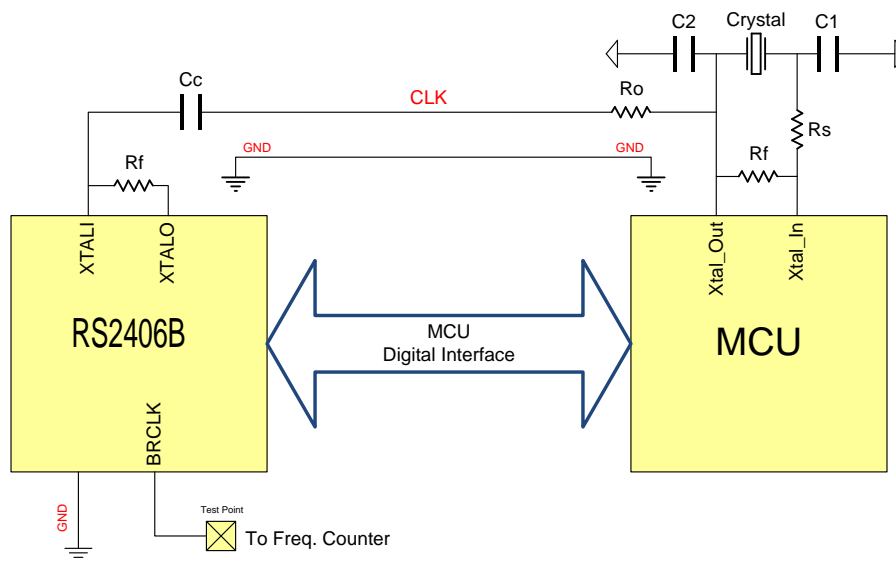 C2
Crystal
C1
Cc
CLK
Ro
Rs
GND
GND
Rf
Rf
XTALI
XTALO
Xtal_Out
Xtal_In
RS2406B
MCU
Digital Interface
MCU
BRCLK
GND
Test Point
To Freq. Counter